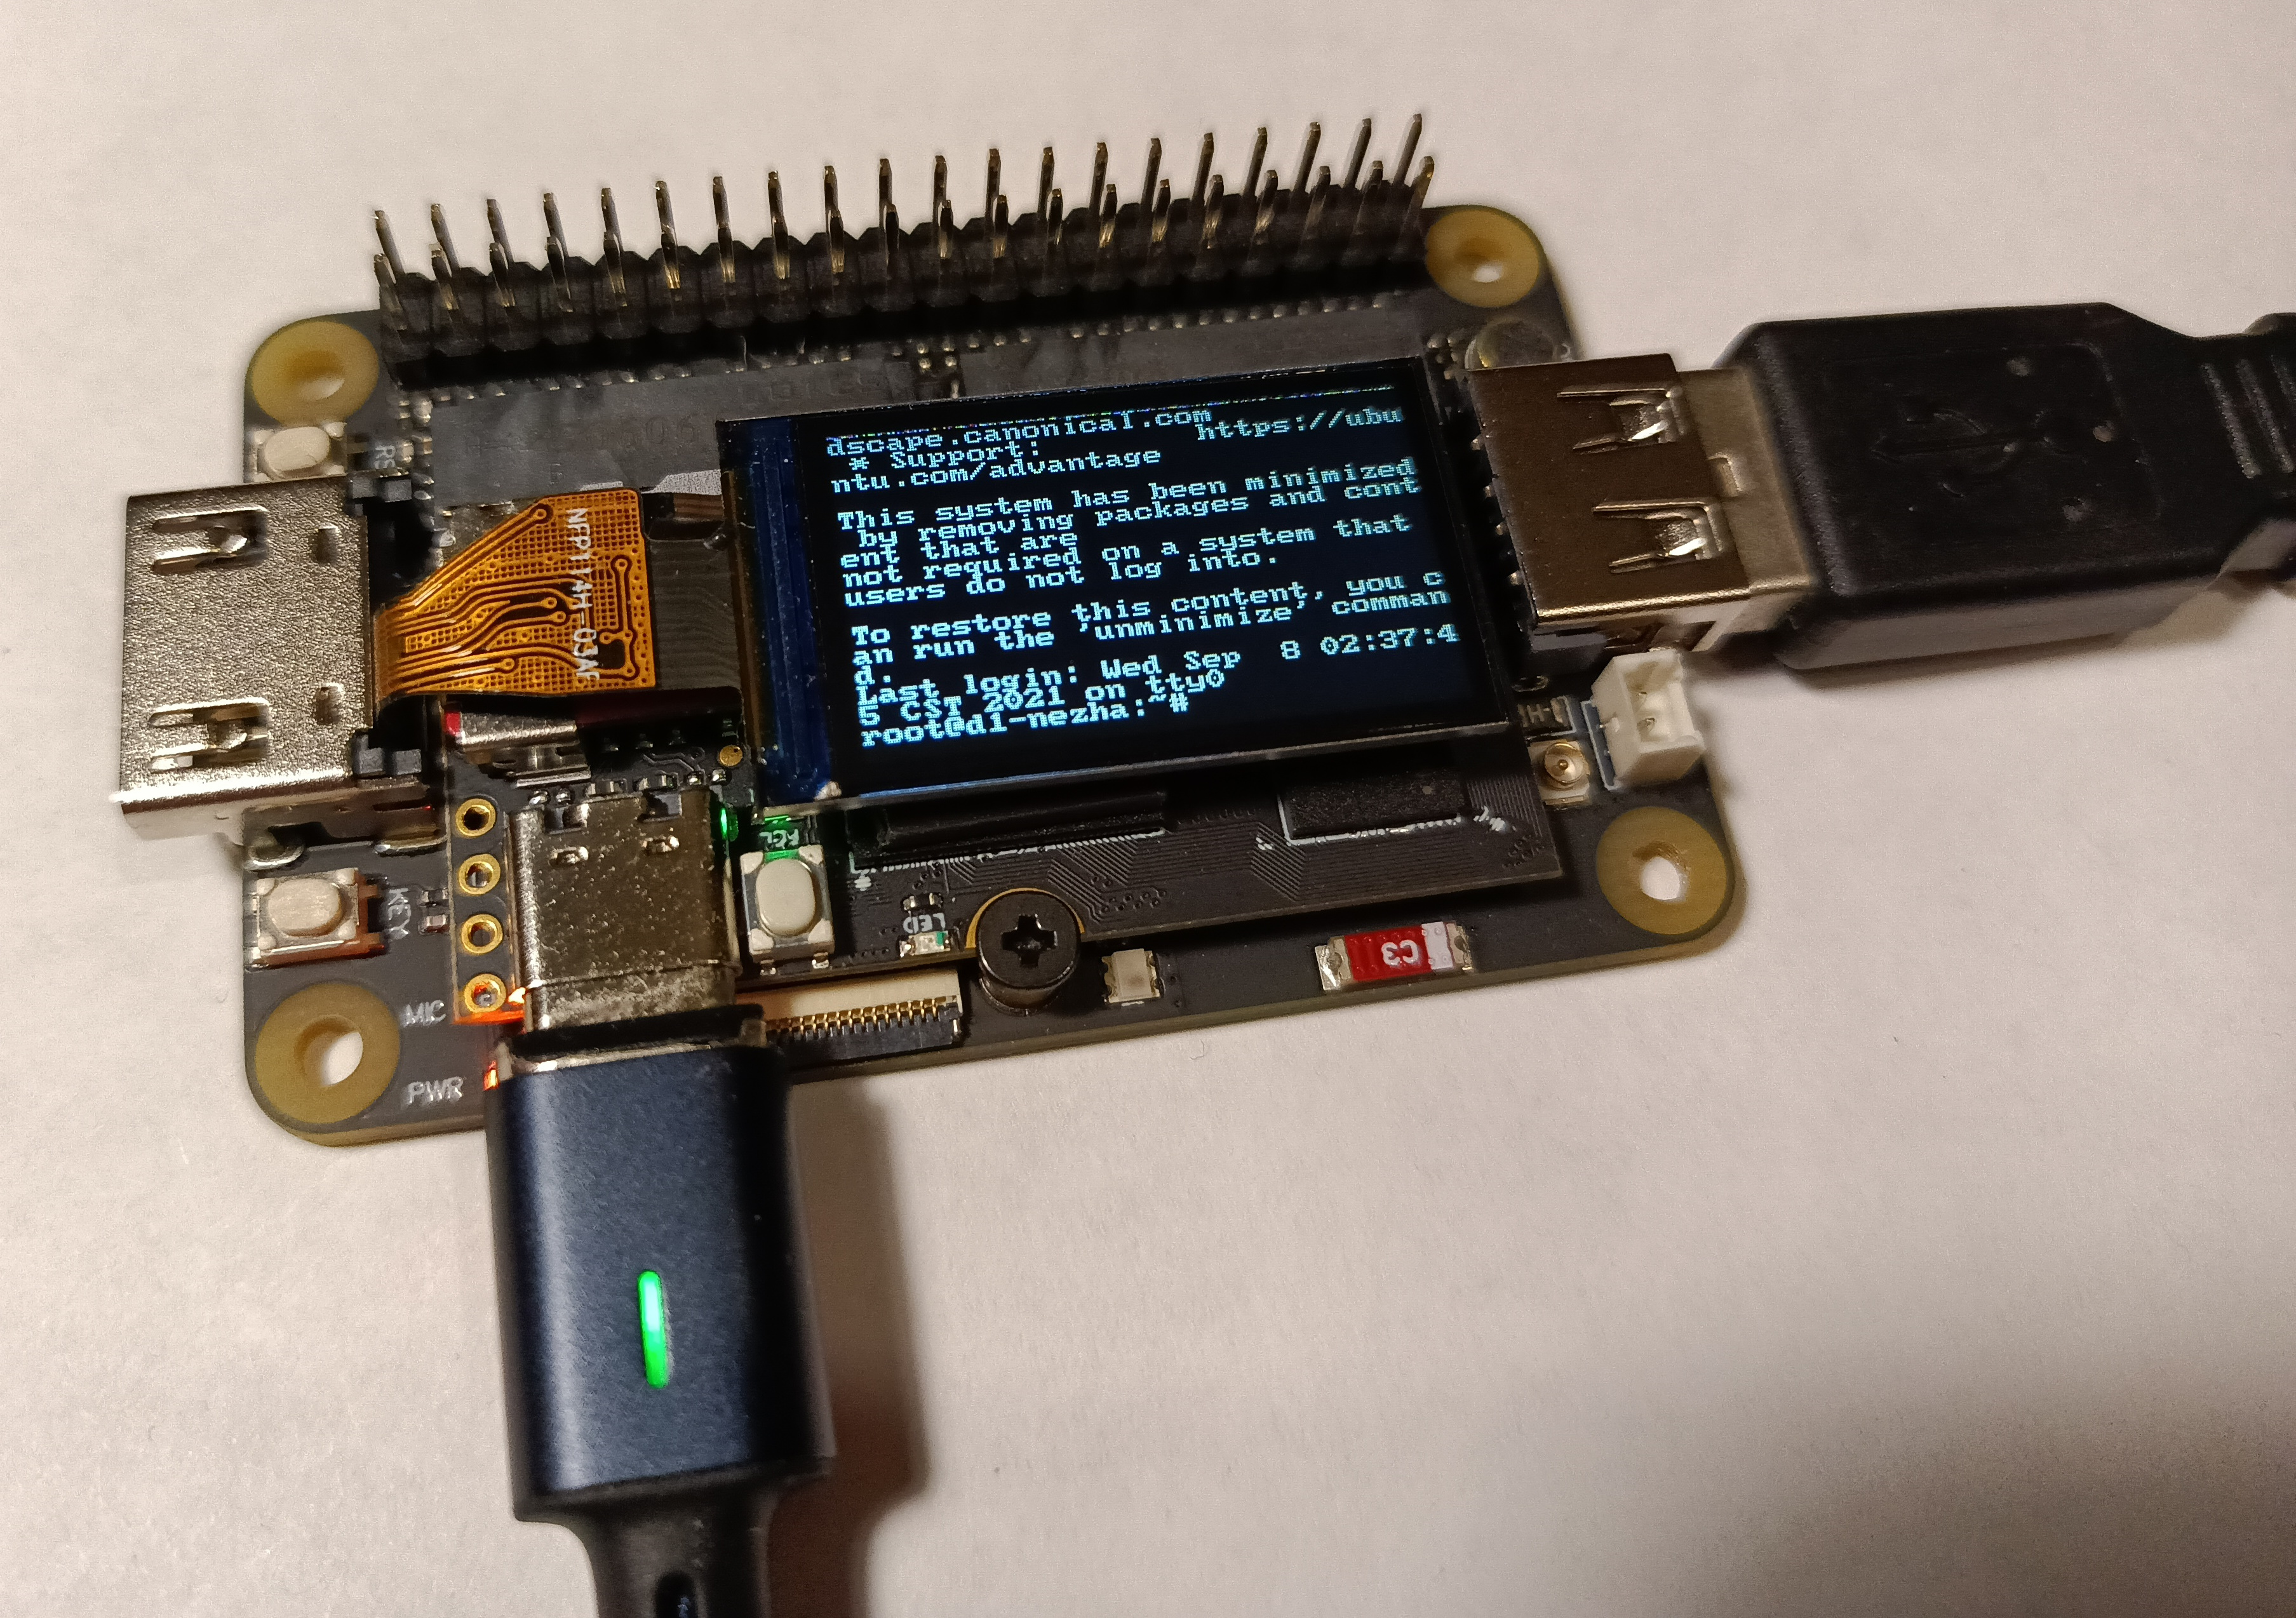 dscape.canonical.com
 * Support:        https://ubu
ntu.com/advantage
This system has been minimized
 by removing packages and cont
ent that are
not required on a system that
users do not log into.
To restore this content, you c
an run the 'unminimize' comman
d.
Last login: Wed Sep  8 02:37:4
5 CST 2021 on tty0
root@d1-nezha:~#
NFP114H-03AF
KEY
LED
C3
MIC
PWR